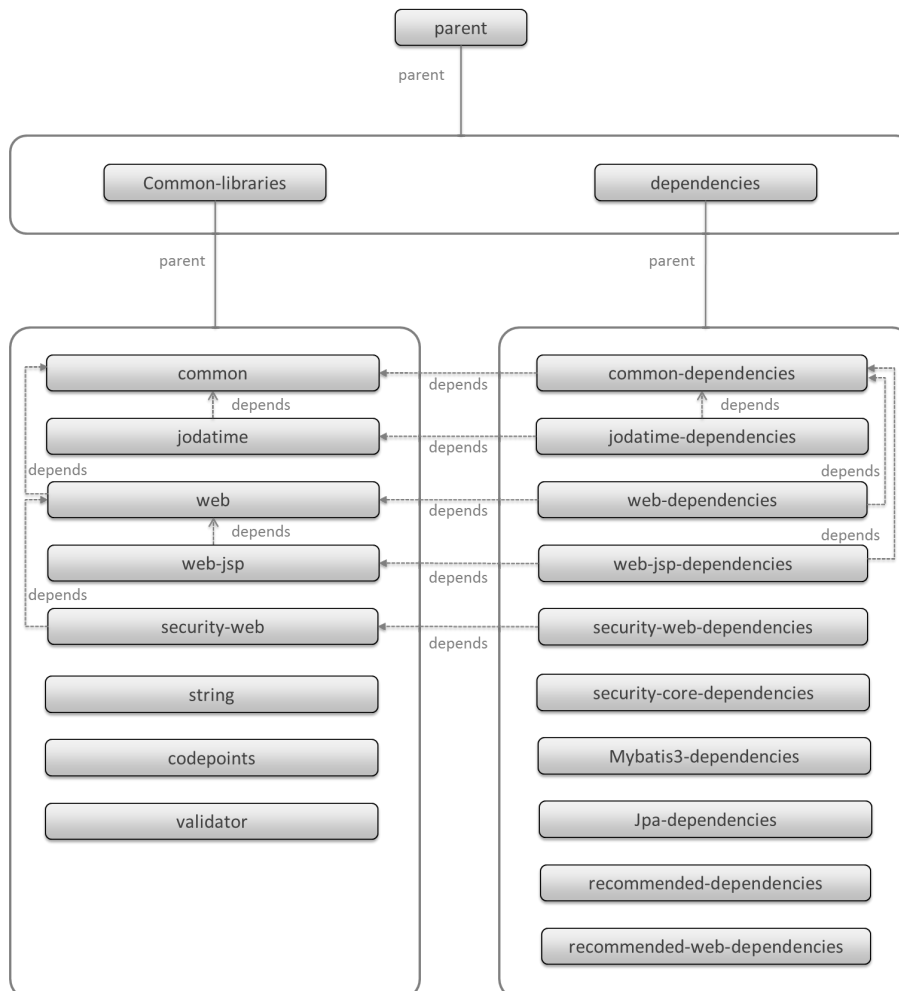 parent
parent
Common-libraries
dependencies
parent
parent
common
common-dependencies
depends
depends
depends
jodatime
jodatime-dependencies
depends
depends
depends
web
web-dependencies
depends
depends
depends
web-jsp
web-jsp-dependencies
depends
depends
security-web
security-web-dependencies
depends
string
security-core-dependencies
codepoints
Mybatis3-dependencies
validator
Jpa-dependencies
recommended-dependencies
recommended-web-dependencies